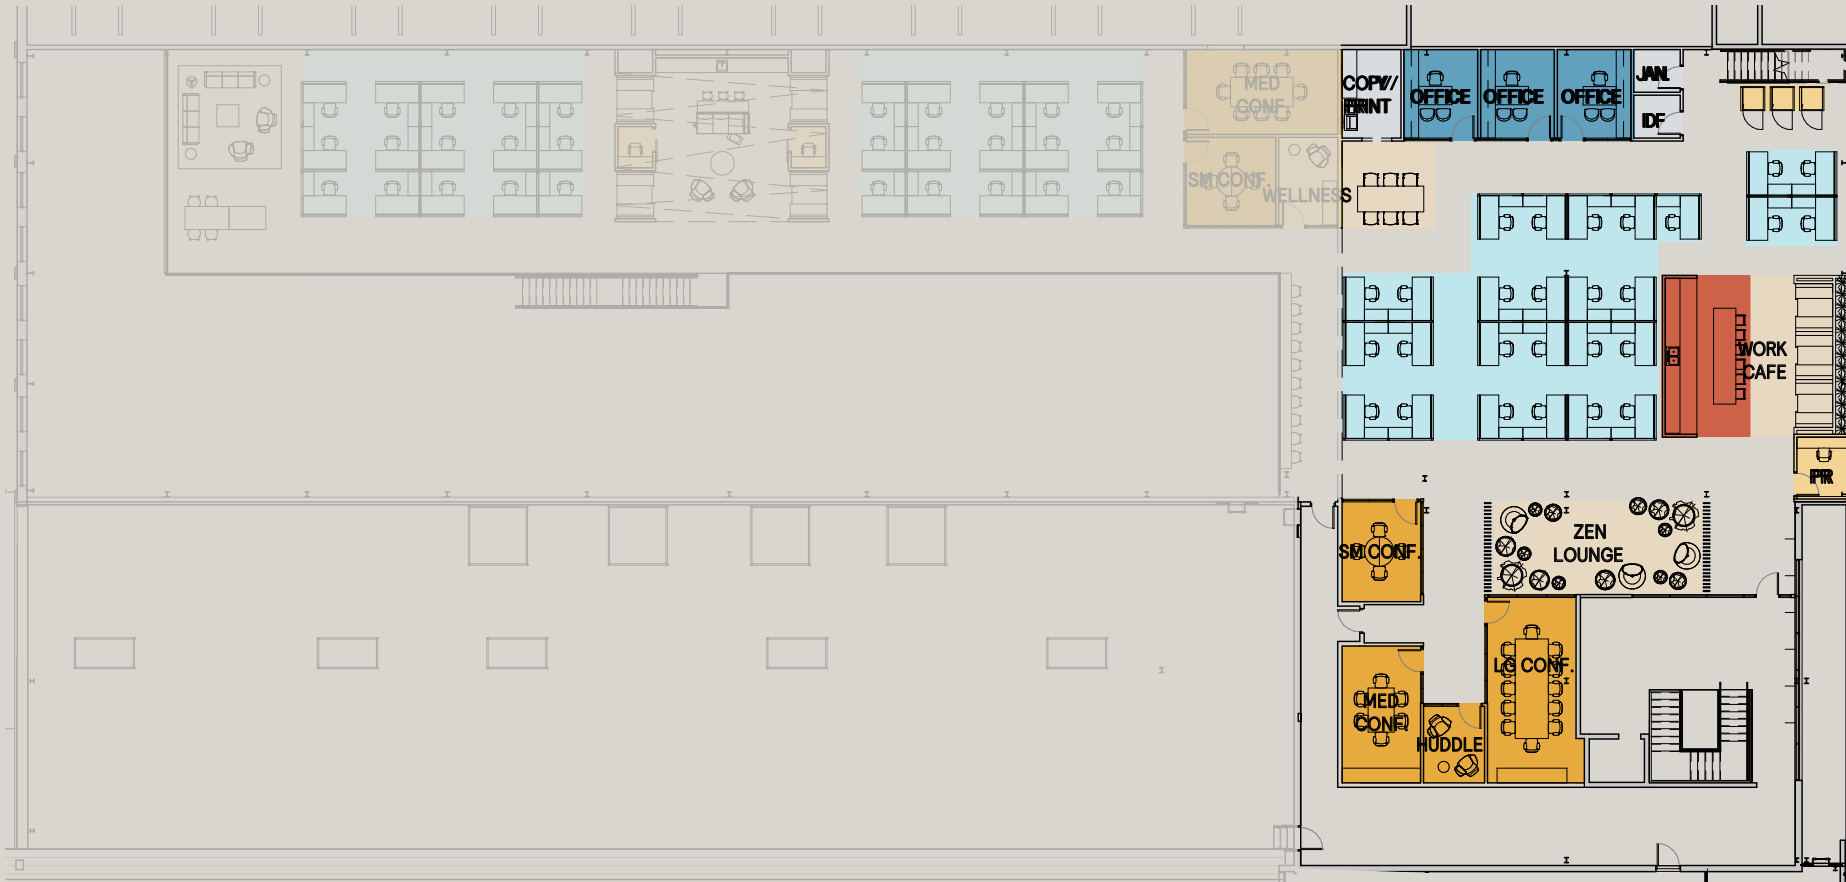 MED
CONF.
SM CONF.
WELLNESS
COPY/
PRINT
OFFICE
OFFICE
OFFICE
JAN.
IDF
WORK
CAFE
PR
SM CONF.
ZEN
LOUNGE
MED
CONF.
HUDDLE
LG CONF.